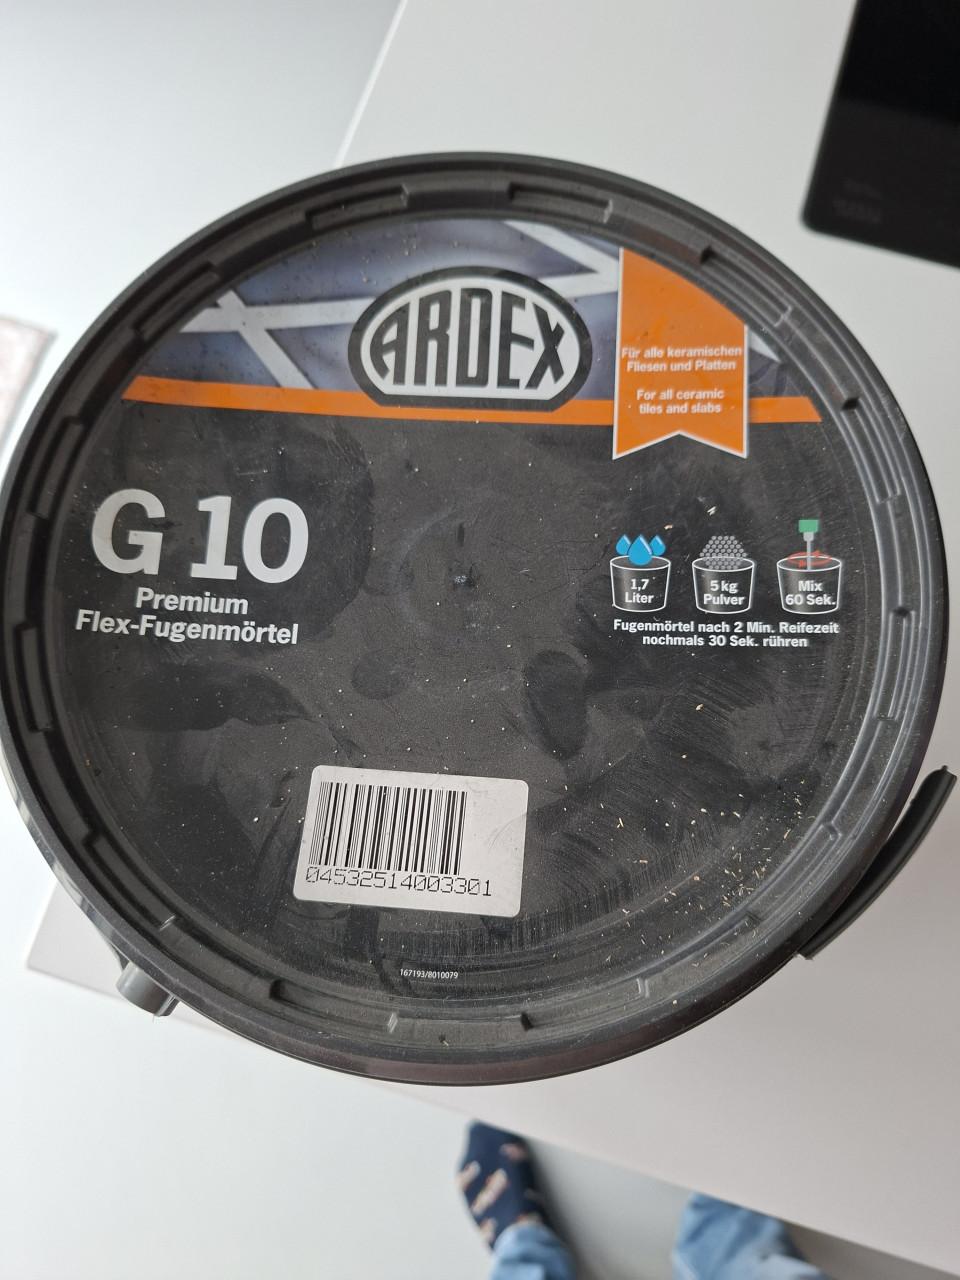 ARDEX
Für alle keramischen
Fliesen und Platten
For all ceramic
tiles and slabs
G 10
Premium
Flex-Fugenmörtel
1,7
Liter
5 kg
Pulver
Mix
60 Sek.
Fugenmörtel nach 2 Min. Reifezeit
nochmals 30 Sek. rühren
04532514003301
167193/8010079